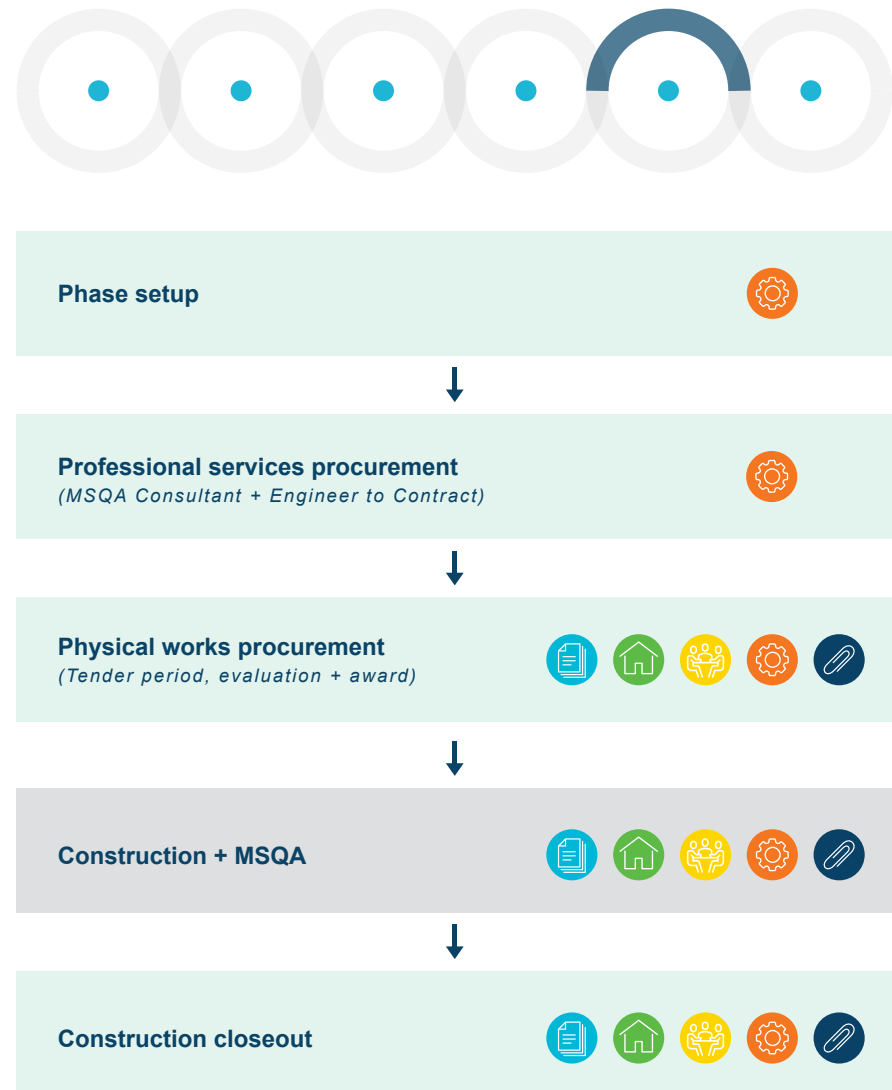 Phase setup
Professional services procurement
(MSQA Consultant + Engineer to Contract)
Physical works procurement
(Tender period, evaluation + award)
Construction + MSQA
Construction closeout